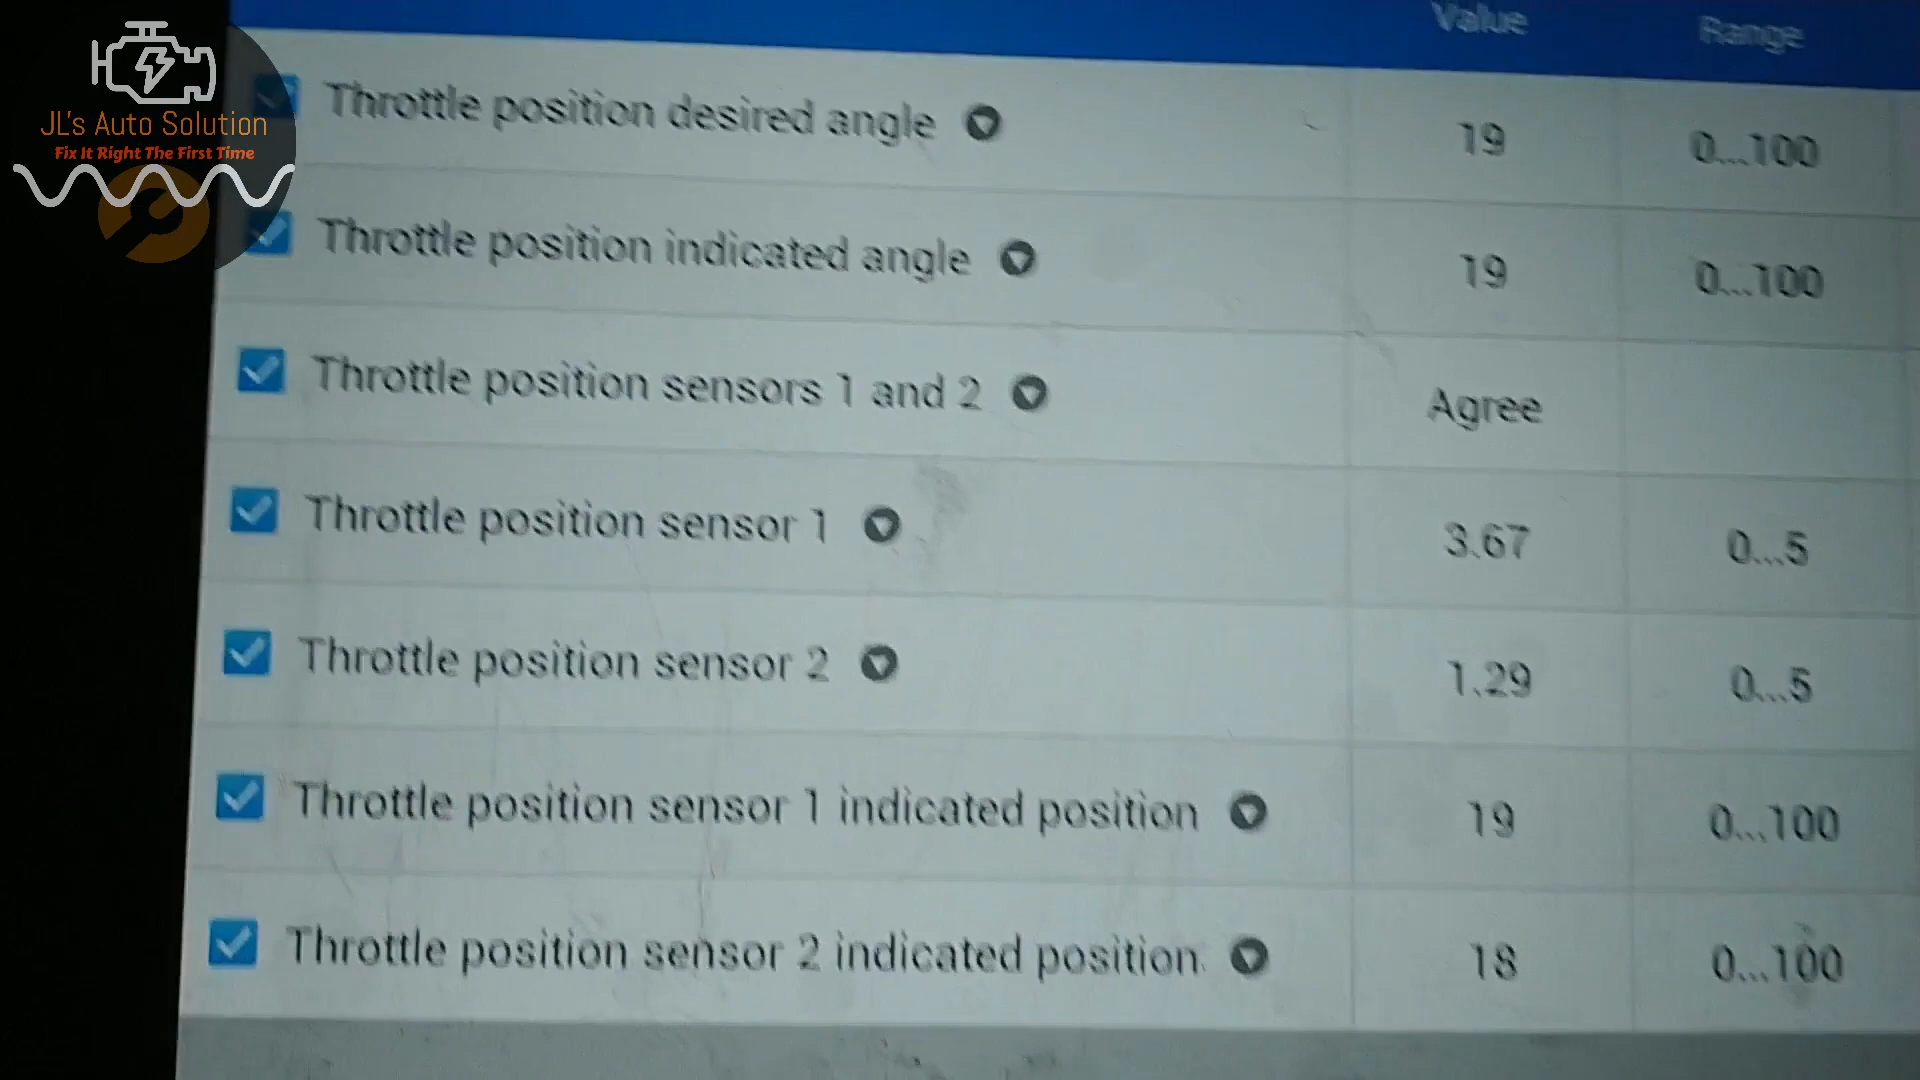 Value Range
JL's Auto Solution
Fix It Right The First Time
Throttle position desired angle 19 0...100
Throttle position indicated angle 19 0...100
Throttle position sensors 1 and 2 Agree
Throttle position sensor 1 3.67 0...5
Throttle position sensor 2 1.29 0...5
Throttle position sensor 1 indicated position 19 0...100
Throttle position sensor 2 indicated position 18 0...100